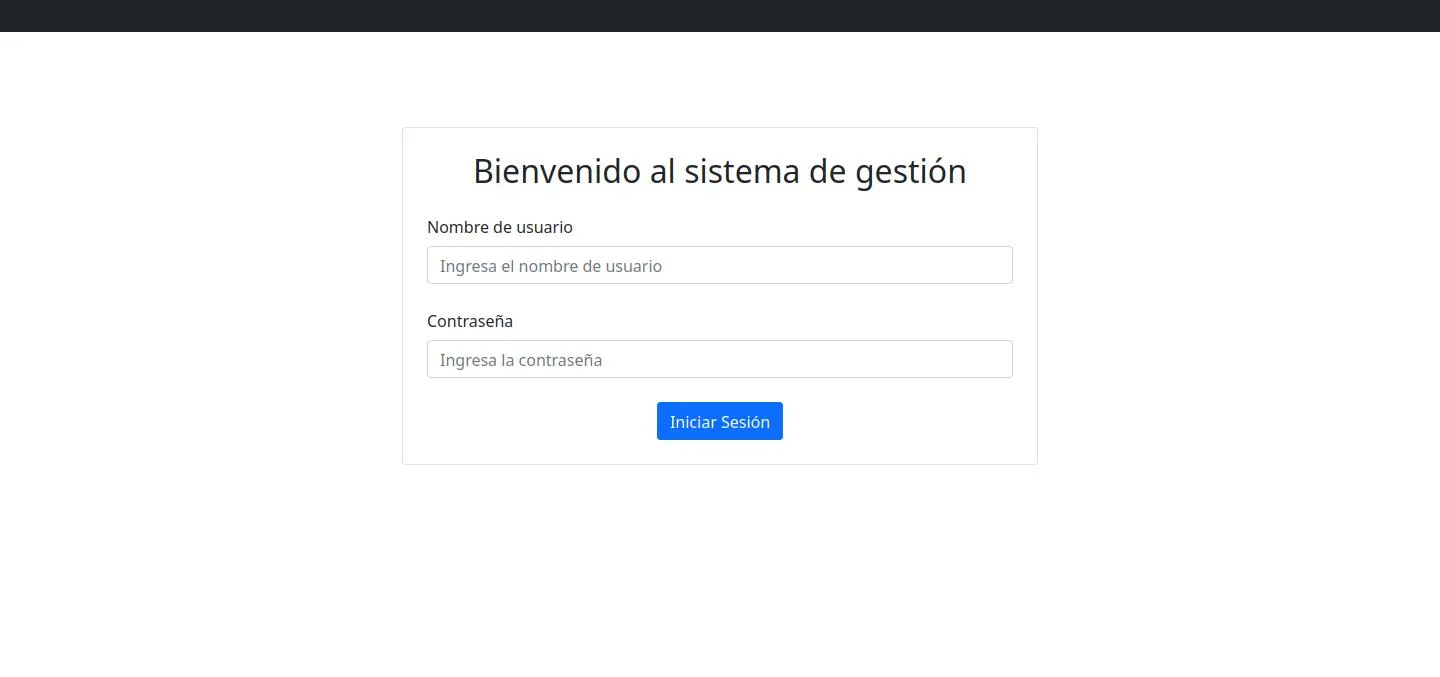 Bienvenido al sistema de gestión
Nombre de usuario
Ingresa el nombre de usuario
Contraseña
Ingresa la contraseña
Iniciar Sesión